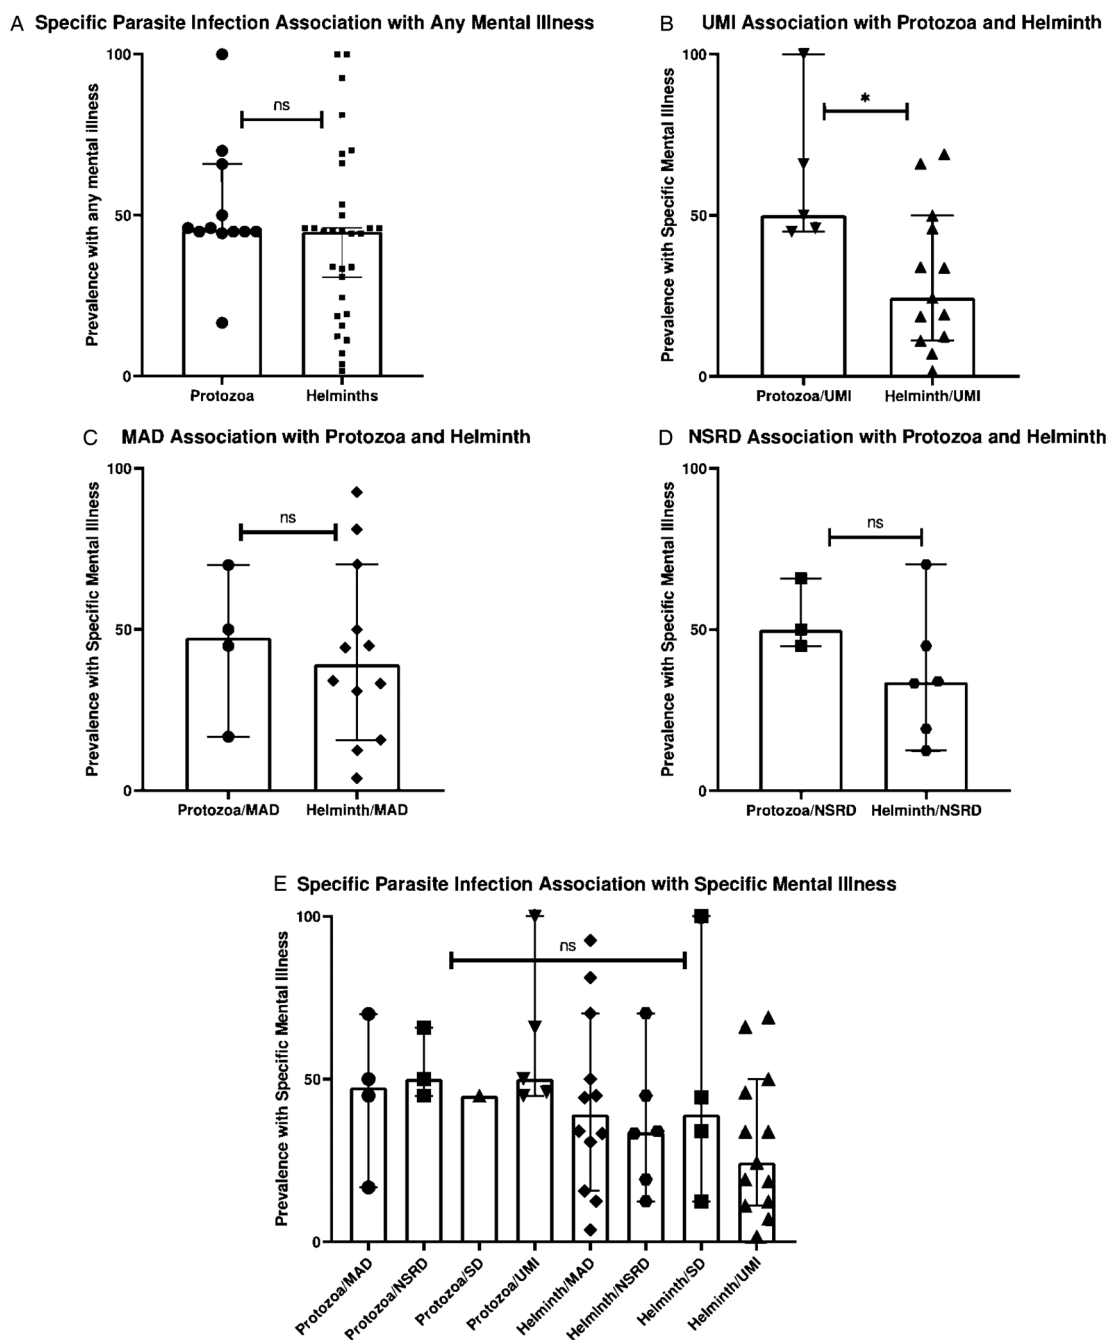 A Specific Parasite Infection Association with Any Mental Illness
Prevalence with any mental illness
100
50
0
ns
Protozoa
Helminths
B UMI Association with Protozoa and Helminth
Prevalence with Specific Mental Illness
100
50
0
*
Protozoa/UMI
Helminth/UMI
C MAD Association with Protozoa and Helminth
Prevalence with Specific Mental Illness
100
50
0
ns
Protozoa/MAD
Helminth/MAD
D NSRD Association with Protozoa and Helminth
Prevalence with Specific Mental Illness
100
50
0
ns
Protozoa/NSRD
Helminth/NSRD
E Specific Parasite Infection Association with Specific Mental Illness
Prevalence with Specific Mental Illness
100
50
0
ns
Protozoa/MAD
Protozoa/NSRD
Protozoa/SD
Protozoa/UMI
Helminth/MAD
Helminth/NSRD
Helminth/SD
Helminth/UMI